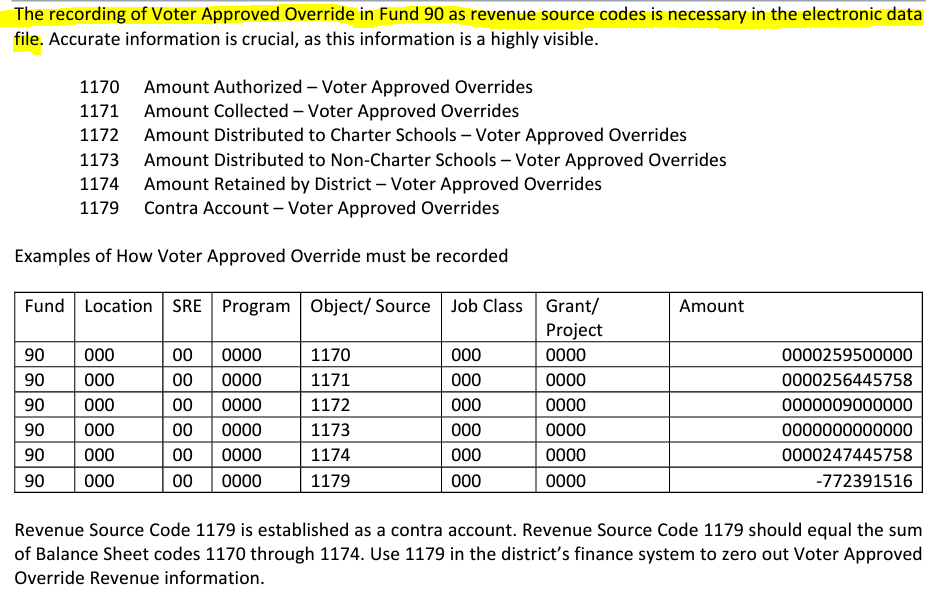 The recording of Voter Approved Override in Fund 90 as revenue source codes is necessary in the electronic data
file. Accurate information is crucial, as this information is a highly visible.
1170 Amount Authorized – Voter Approved Overrides
1171 Amount Collected – Voter Approved Overrides
1172 Amount Distributed to Charter Schools – Voter Approved Overrides
1173 Amount Distributed to Non-Charter Schools – Voter Approved Overrides
1174 Amount Retained by District – Voter Approved Overrides
1179 Contra Account – Voter Approved Overrides
Examples of How Voter Approved Override must be recorded
Fund Location SRE Program Object/ Source Job Class Grant/ Project Amount
90 000 00 0000 1170 000 0000 0000259500000
90 000 00 0000 1171 000 0000 0000256445758
90 000 00 0000 1172 000 0000 0000009000000
90 000 00 0000 1173 000 0000 0000000000000
90 000 00 0000 1174 000 0000 0000247445758
90 000 00 0000 1179 000 0000 -772391516
Revenue Source Code 1179 is established as a contra account. Revenue Source Code 1179 should equal the sum
of Balance Sheet codes 1170 through 1174. Use 1179 in the district's finance system to zero out Voter Approved
Override Revenue information.